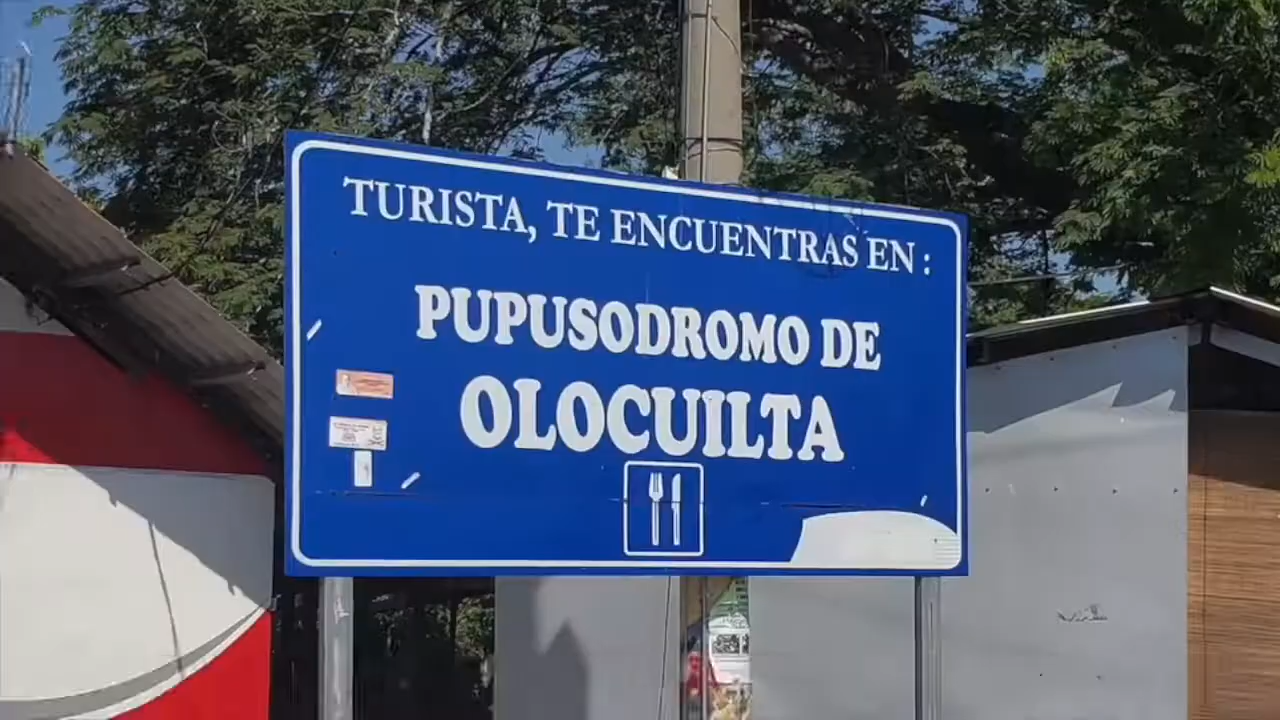 TURISTA, TE ENCUENTRAS EN :
PUPUSODROMO DE
OLOCUILTA